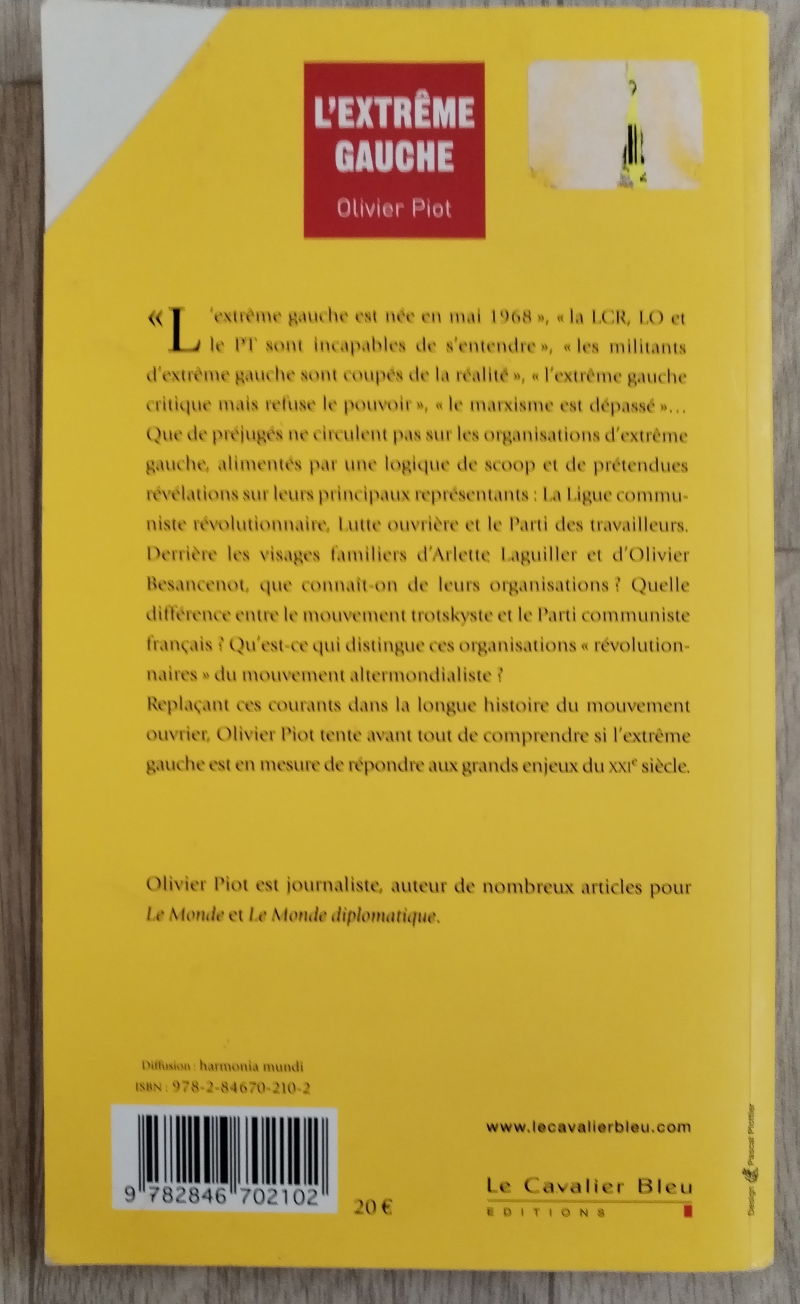 L'EXTRÊME
GAUCHE
Olivier Piot
« L'extrême gauche est née en mai 1968 », « la LCR, LO et
le PT sont incapables de s'entendre », « les militants
d'extrême gauche sont coupés de la réalité », « l'extrême gauche
critique mais refuse le pouvoir », « le marxisme est dépassé »...
Que de préjugés ne circulent pas sur les organisations d'extrême
gauche, alimentés par une logique de scoop et de prétendues
révélations sur leurs principaux représentants : La Ligue commu-
niste révolutionnaire, Lutte ouvrière et le Parti des travailleurs.
Derrière les visages familiers d'Arlette Laguiller et d'Olivier
Besancenot, que connaît-on de leurs organisations ? Quelle
différence entre le mouvement trotskyste et le Parti communiste
français ? Qu'est-ce qui distingue ces organisations « révolution-
naires » du mouvement altermondialiste ?
Replaçant ces courants dans la longue histoire du mouvement
ouvrier, Olivier Piot tente avant tout de comprendre si l'extrême
gauche est en mesure de répondre aux grands enjeux du XXIe siècle.
Olivier Piot est journaliste, auteur de nombreux articles pour
Le Monde et Le Monde diplomatique.
Diffusion : harmonia mundi
ISBN : 978-2-84670-210-2
9 782846 702102
20 €
www.lecavalierbleu.com
Le Cavalier Bleu
EDITIONS
Design Pascal Plottier